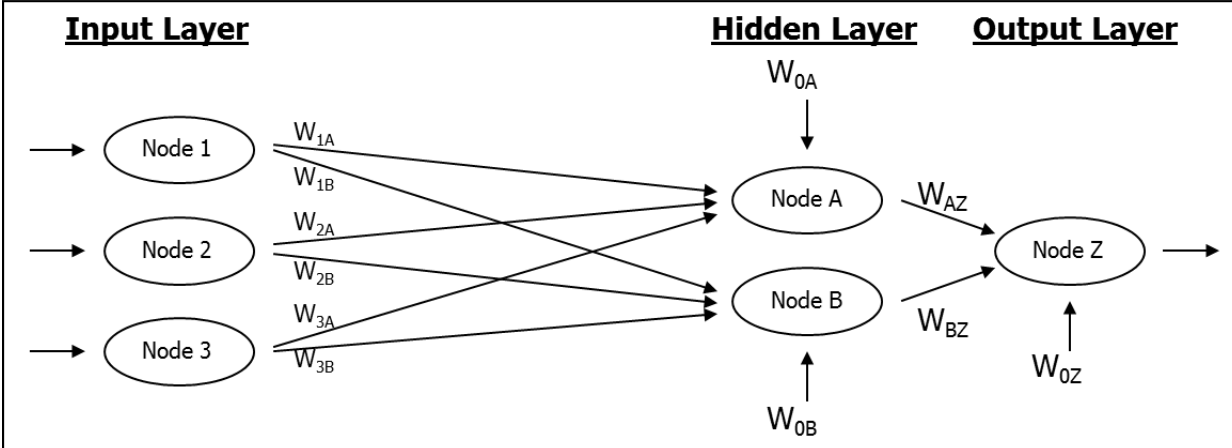 Input Layer
Hidden Layer
Output Layer
W0A
Node 1
W1A
W1B
Node A
WAZ
Node 2
W2A
W2B
Node Z
Node B
W3A
Node 3
W3B
WBZ
W0Z
W0B